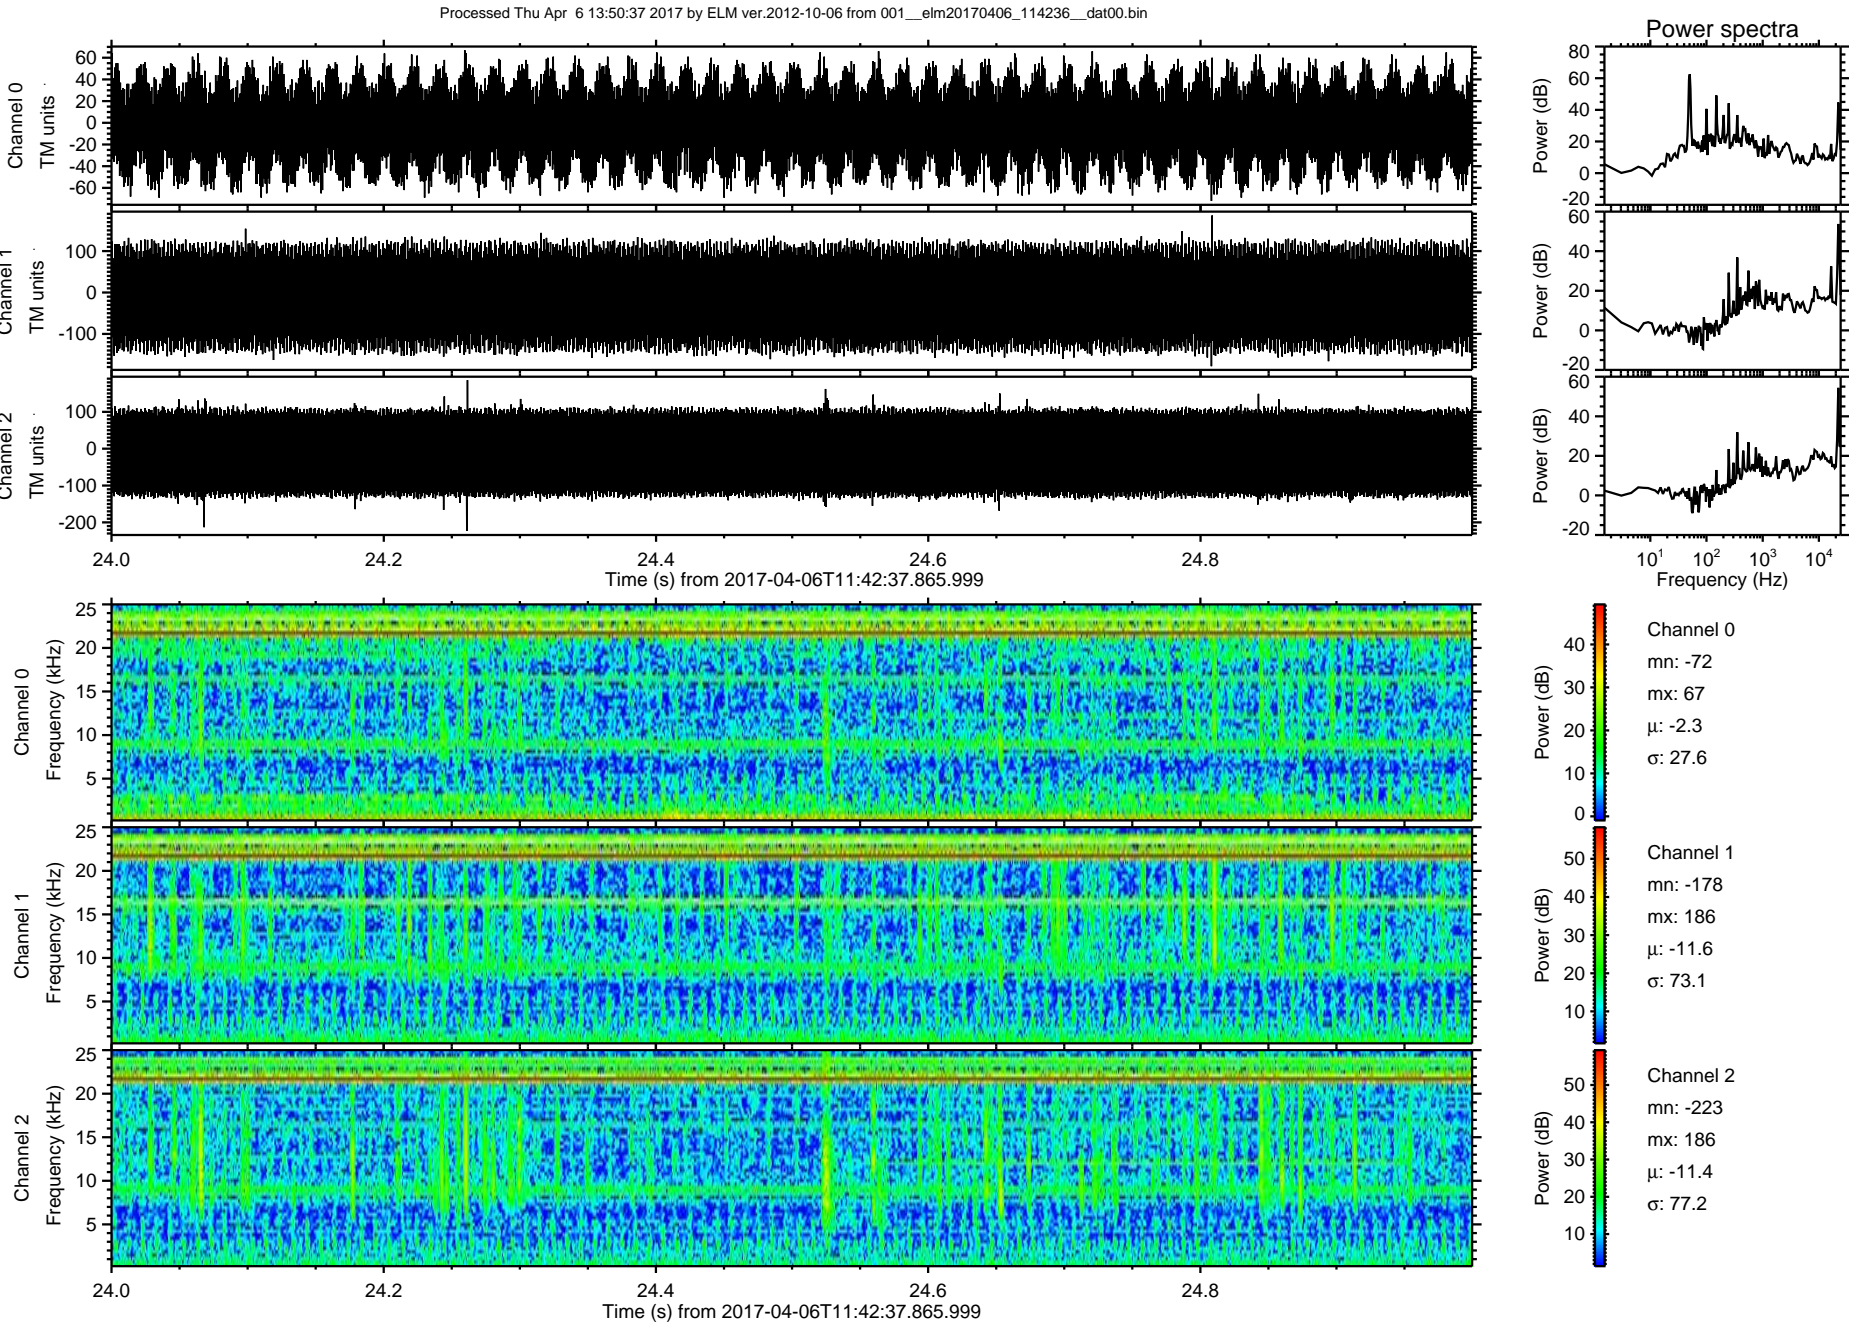 Processed Thu Apr  6 13:50:37 2017 by ELM ver.2012-10-06 from 001__elm20170406_114236__dat00.bin
Power spectra
Channel 0
TM units
60
40
20
0
-20
-40
-60
Power (dB)
80
60
40
20
0
-20
Channel 1
TM units
100
0
-100
Power (dB)
60
40
20
0
-20
Channel 2
TM units
100
0
-100
-200
Power (dB)
60
40
20
0
-20
24.0 24.2 24.4 24.6 24.8
Time (s) from 2017-04-06T11:42:37.865.999
10^1 10^2 10^3 10^4
Frequency (Hz)
Channel 0
Frequency (kHz)
25
20
15
10
5
Power (dB)
40
30
20
10
0
Channel 0
mn: -72
mx: 67
μ: -2.3
σ: 27.6
Channel 1
Frequency (kHz)
25
20
15
10
5
Power (dB)
50
40
30
20
10
Channel 1
mn: -178
mx: 186
μ: -11.6
σ: 73.1
Channel 2
Frequency (kHz)
25
20
15
10
5
Power (dB)
50
40
30
20
10
Channel 2
mn: -223
mx: 186
μ: -11.4
σ: 77.2
24.0 24.2 24.4 24.6 24.8
Time (s) from 2017-04-06T11:42:37.865.999